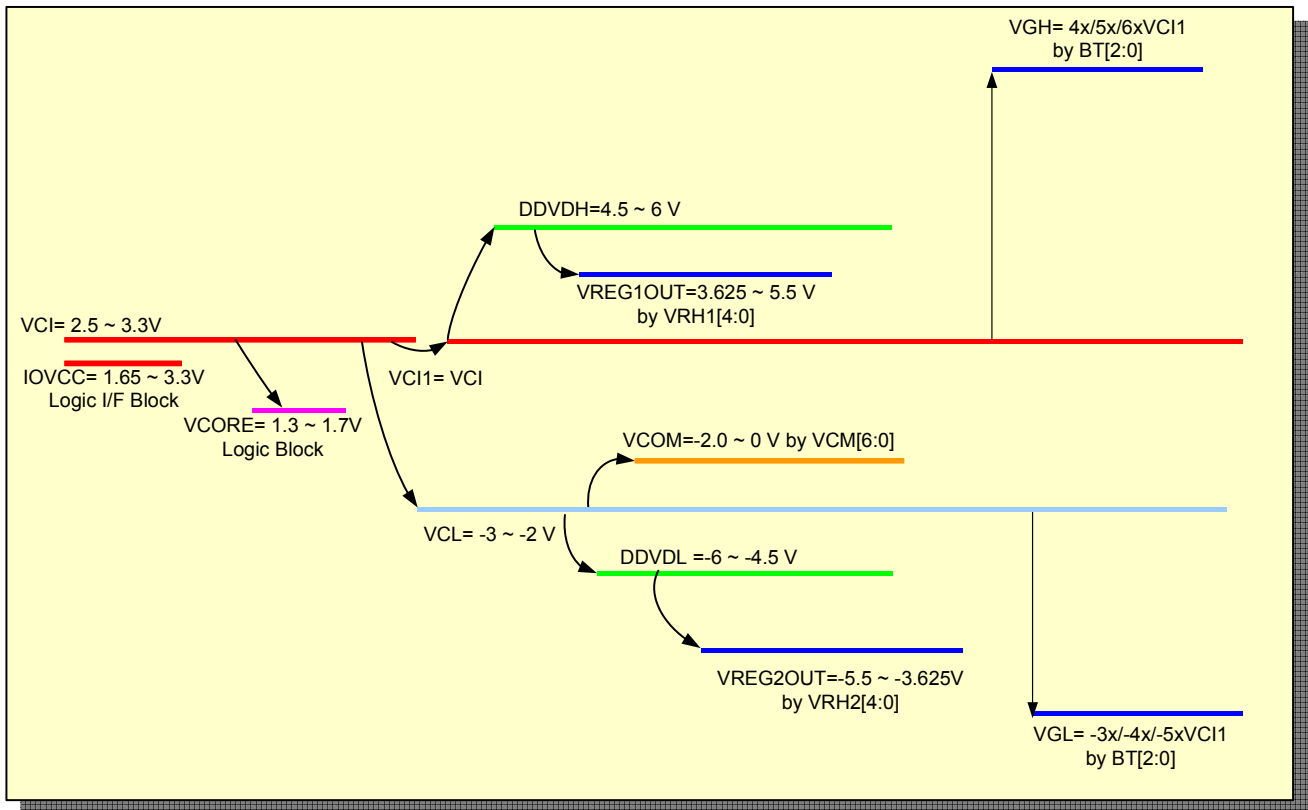 VGH= 4x/5x/6xVCI1
by BT[2:0]
DDVDH=4.5 ~ 6 V
VREG1OUT=3.625 ~ 5.5 V
by VRH1[4:0]
VCI= 2.5 ~ 3.3V
IOVCC= 1.65 ~ 3.3V
Logic I/F Block
VCI1= VCI
VCORE= 1.3 ~ 1.7V
Logic Block
VCOM=-2.0 ~ 0 V by VCM[6:0]
VCL= -3 ~ -2 V
DDVDL =-6 ~ -4.5 V
VREG2OUT=-5.5 ~ -3.625V
by VRH2[4:0]
VGL= -3x/-4x/-5xVCI1
by BT[2:0]